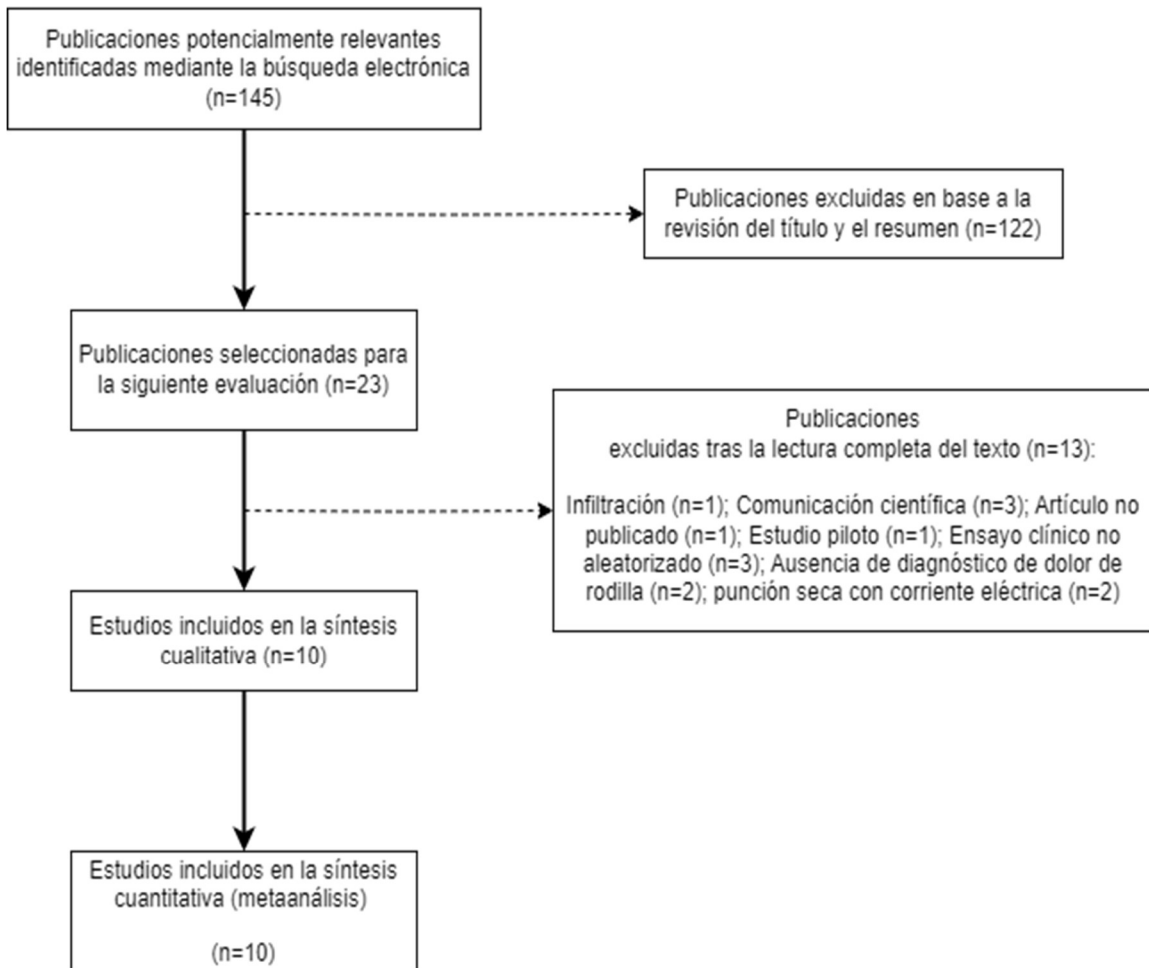 Publicaciones potencialmente relevantes
identificadas mediante la búsqueda electrónica
(n=145)
Publicaciones excluidas en base a la
revisión del título y el resumen (n=122)
Publicaciones seleccionadas para
la siguiente evaluación (n=23)
Publicaciones
excluidas tras la lectura completa del texto (n=13):
Infiltración (n=1); Comunicación científica (n=3); Artículo no
publicado (n=1); Estudio piloto (n=1); Ensayo clínico no
aleatorizado (n=3); Ausencia de diagnóstico de dolor de
rodilla (n=2); punción seca con corriente eléctrica (n=2)
Estudios incluidos en la síntesis
cualitativa (n=10)
Estudios incluidos en la síntesis
cuantitativa (metaanálisis)
(n=10)